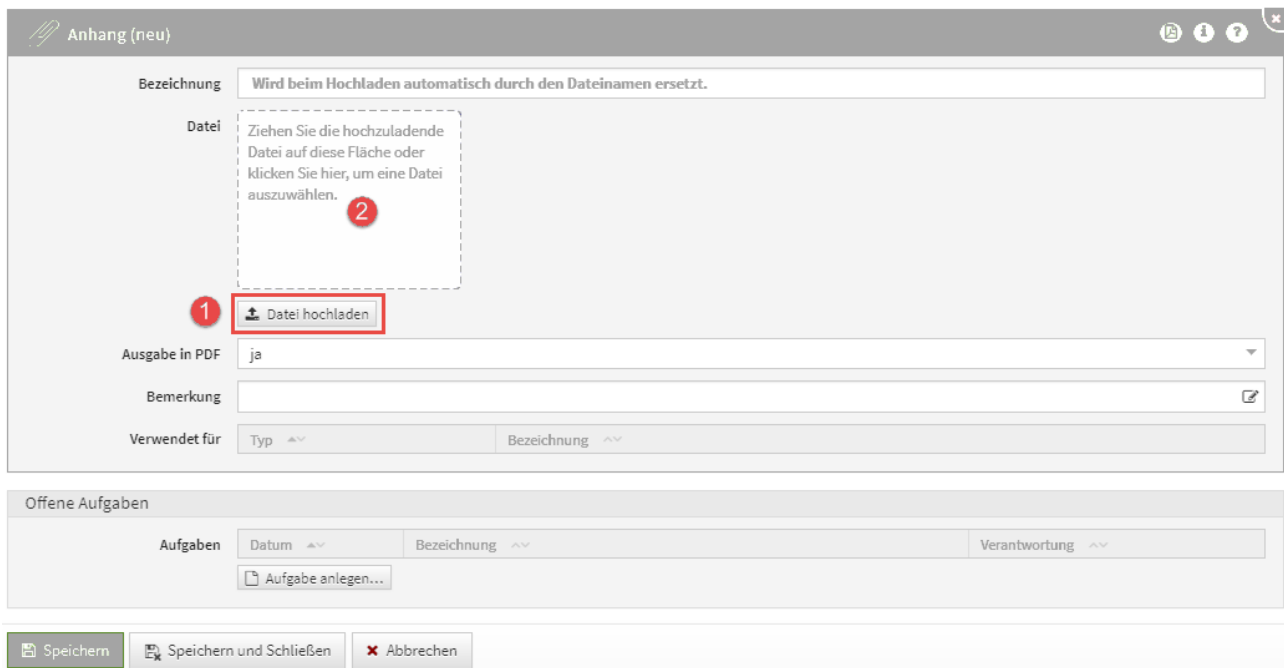 Anhang (neu)
Bezeichnung Wird beim Hochladen automatisch durch den Dateinamen ersetzt.
Datei
Ziehen Sie die hochzuladende
Datei auf diese Fläche oder
klicken Sie hier, um eine Datei
auszuwählen.
2
1 Datei hochladen
Ausgabe in PDF ja
Bemerkung
Verwendet für Typ Bezeichnung
Offene Aufgaben
Aufgaben Datum Bezeichnung Verantwortung
Aufgabe anlegen...
Speichern Speichern und Schließen Abbrechen